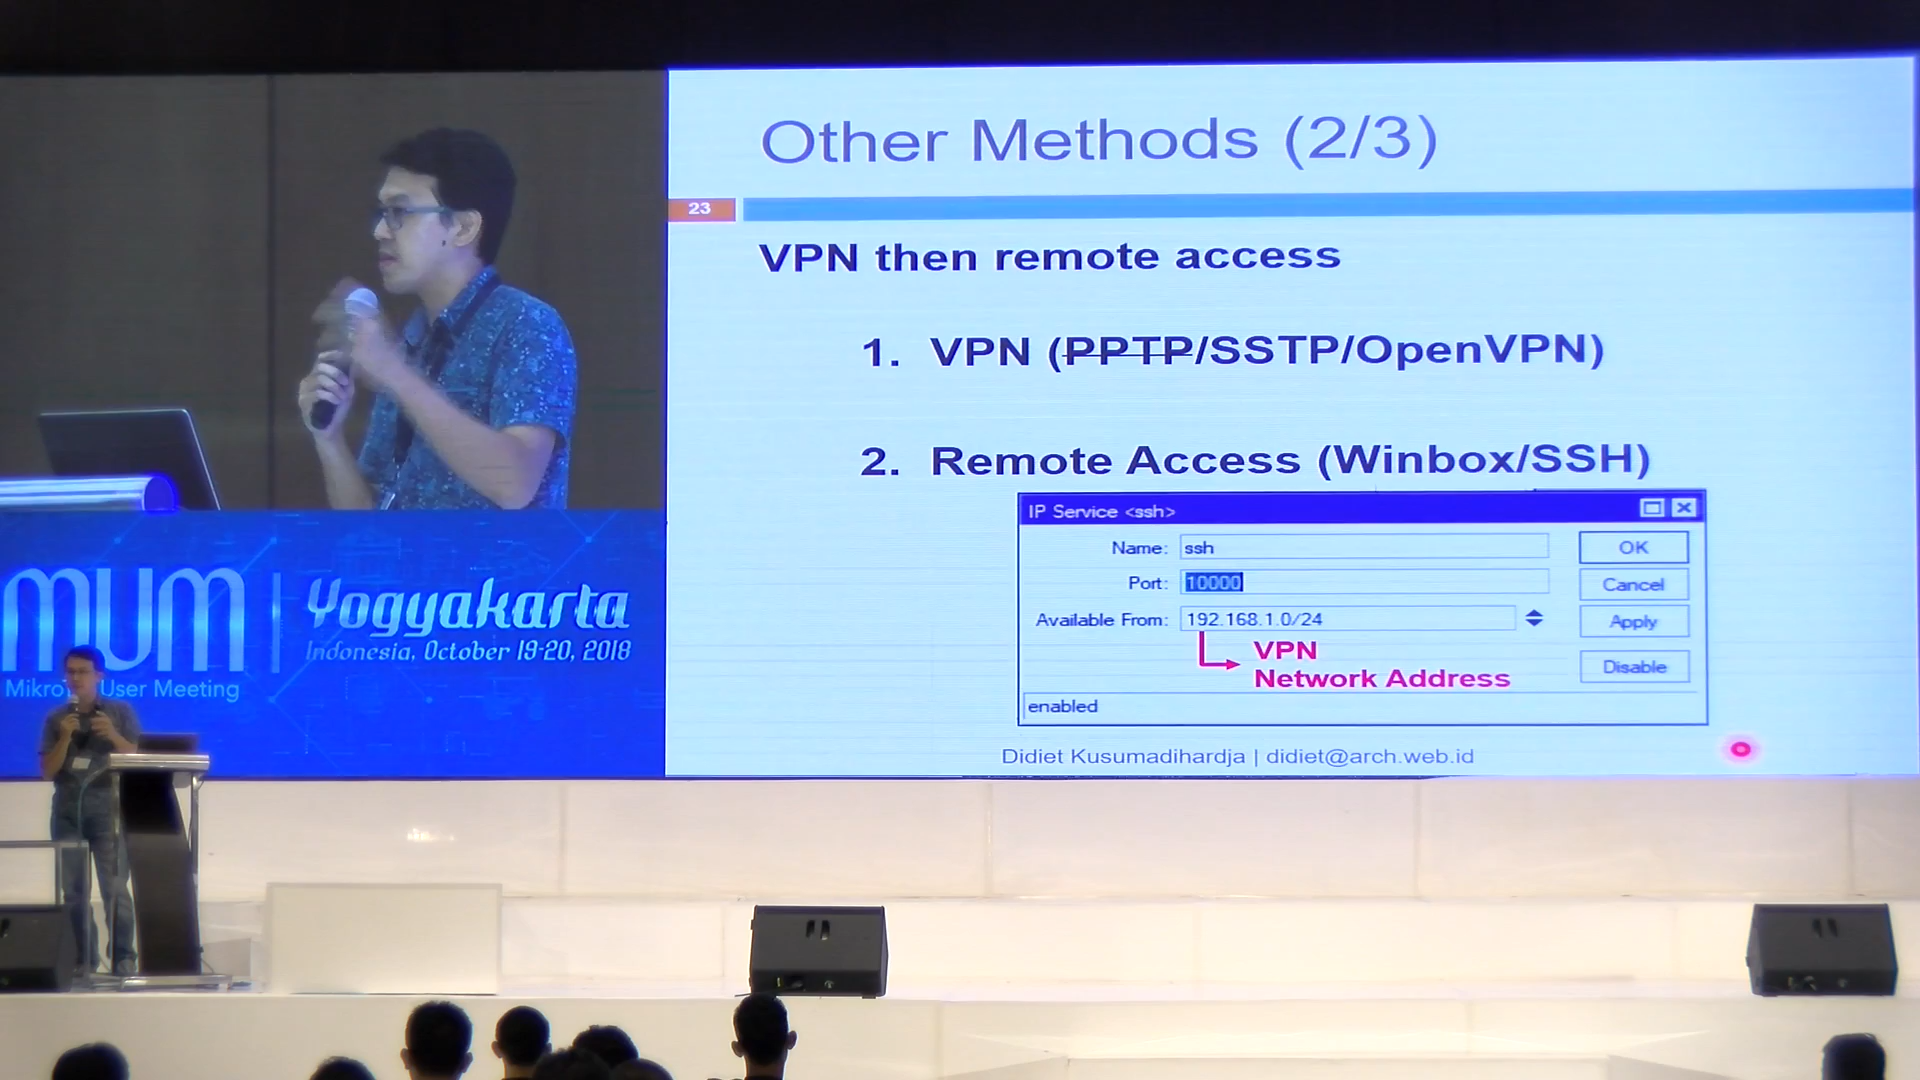 Other Methods (2/3)
23
VPN then remote access
1. VPN (PPTP/SSTP/OpenVPN)
2. Remote Access (Winbox/SSH)
IP Service <ssh>
Name: ssh
OK
Port: 10000
Cancel
Available From: 192.168.1.0/24
Apply
VPN
Network Address
Disable
enabled
Didiet Kusumadihardja | didiet@arch.web.id
MUM
Yogyakarta
Indonesia, October 19-20, 2018
User Meeting